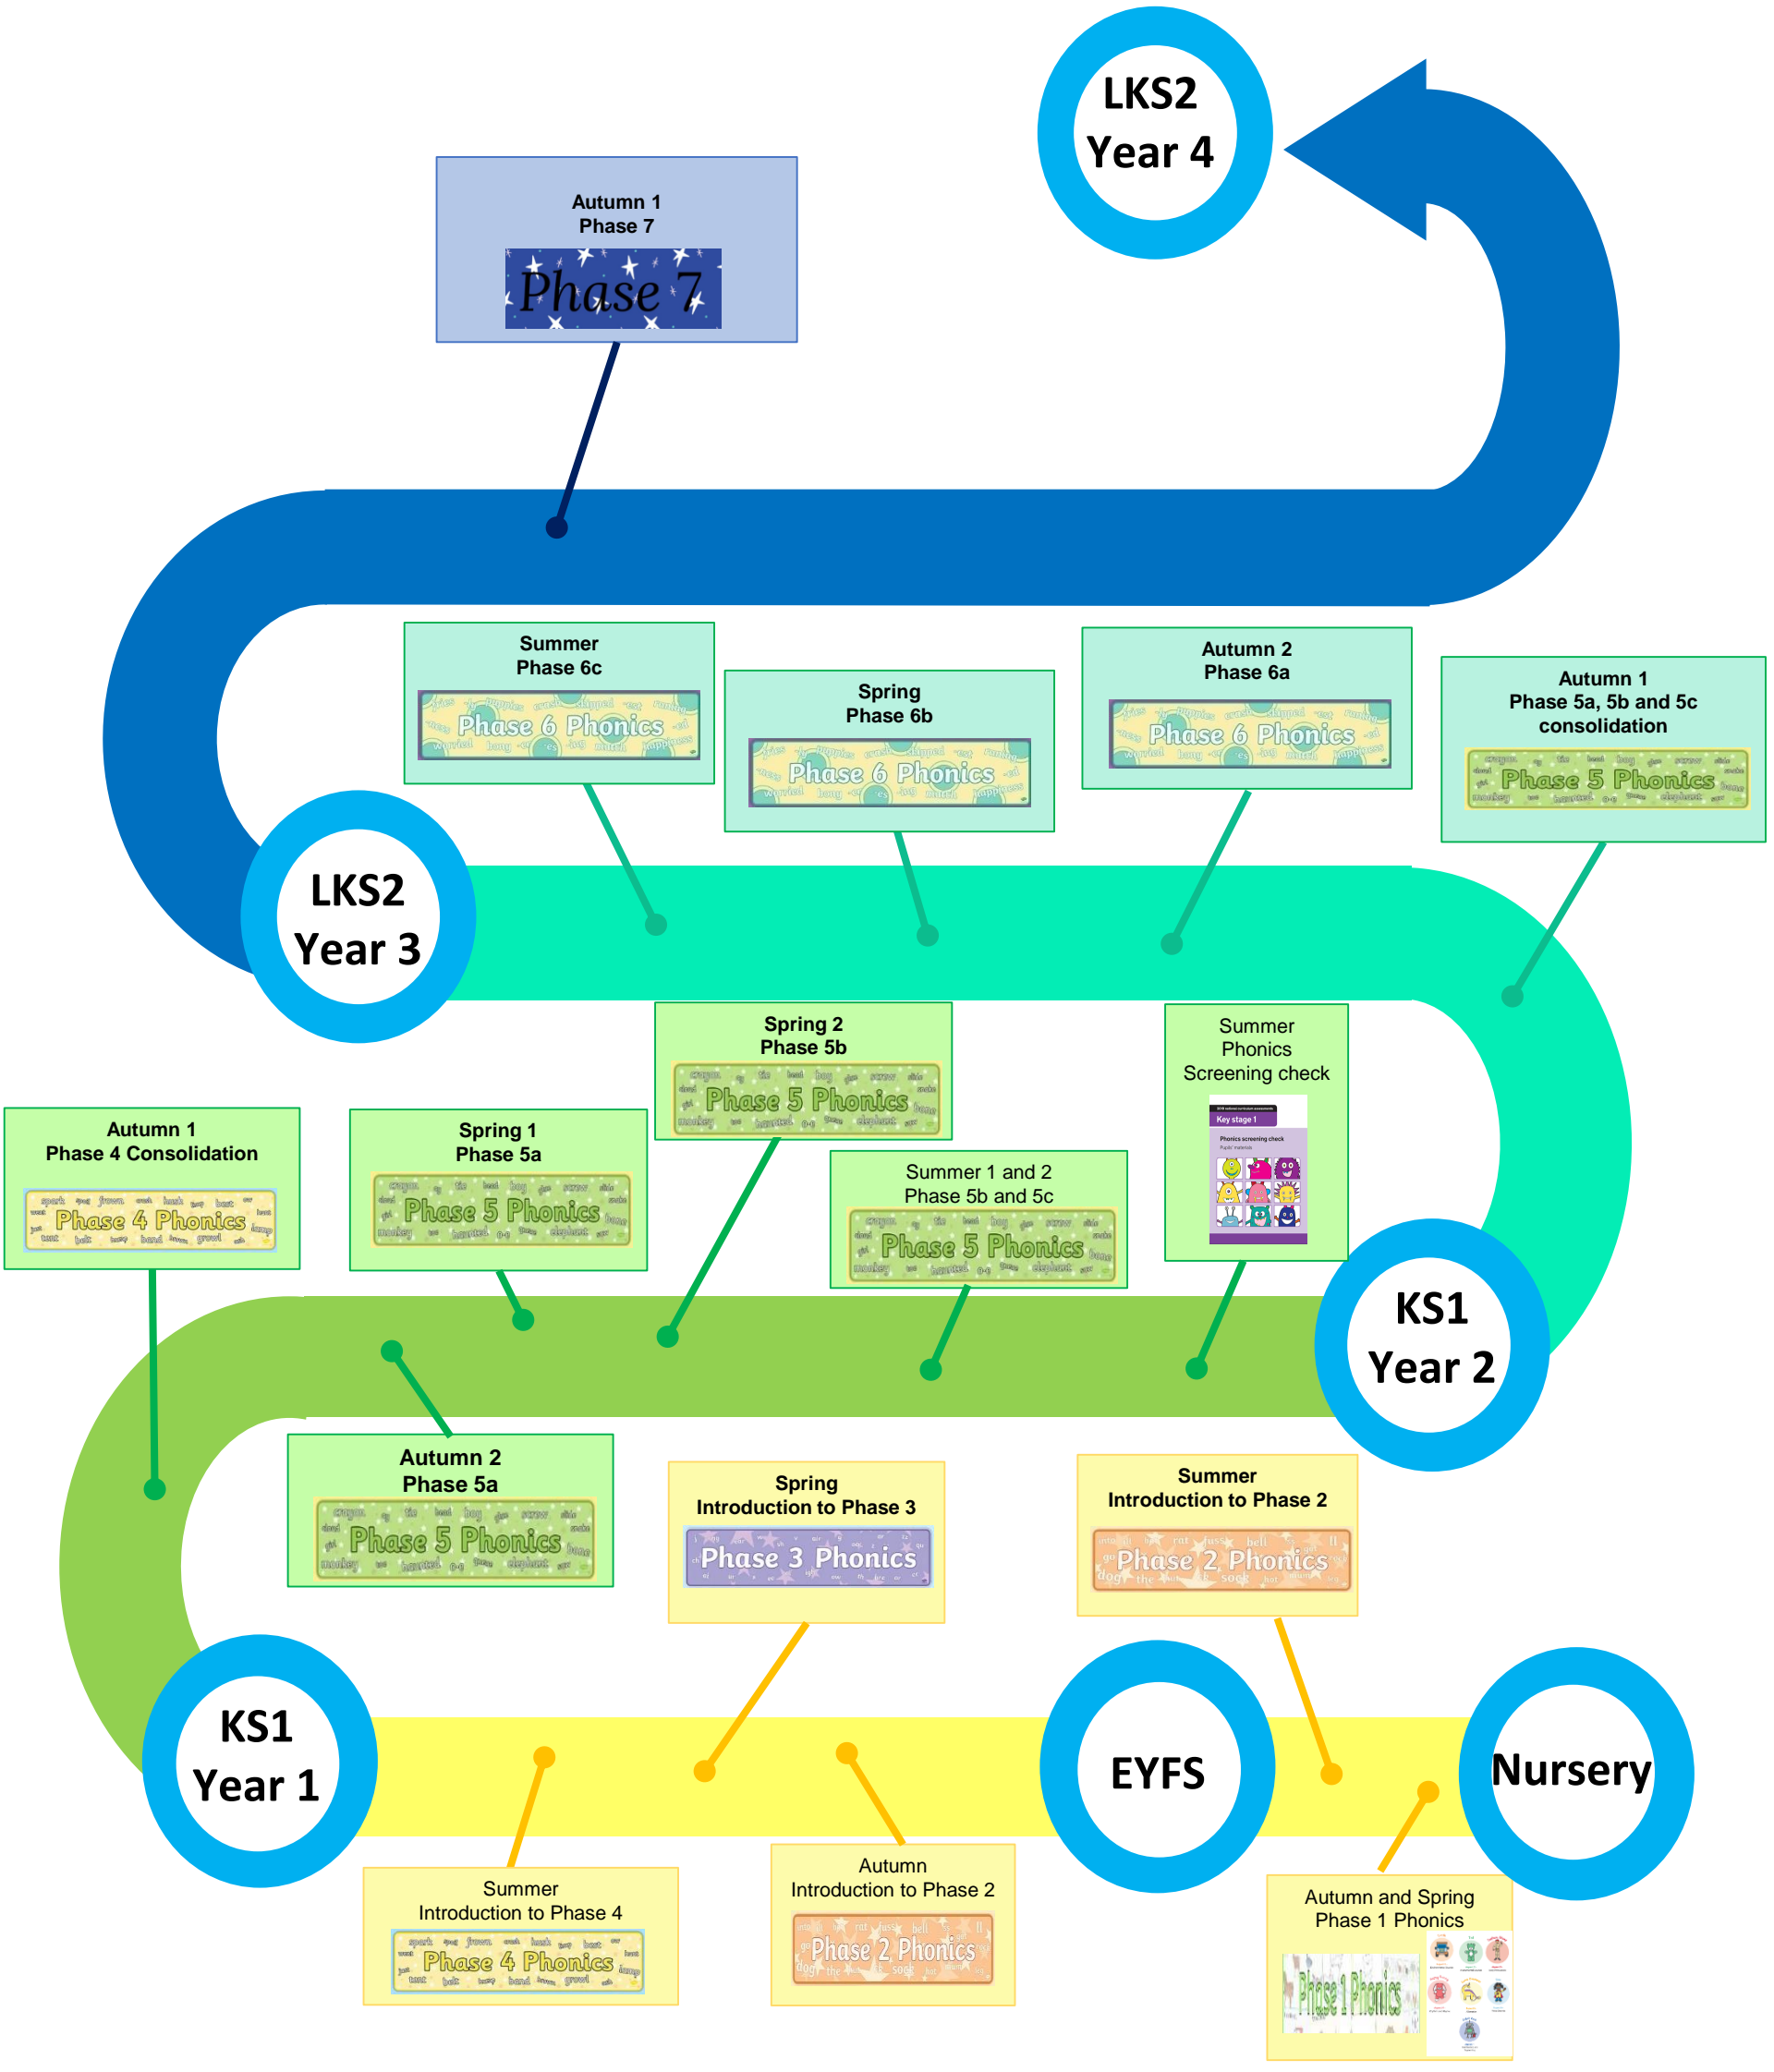 LKS2
Year 4
Autumn 1
Phase 7
Phase 7
Summer
Phase 6c
Phase 6 Phonics
Spring
Phase 6b
Phase 6 Phonics
Autumn 2
Phase 6a
Phase 6 Phonics
Autumn 1
Phase 5a, 5b and 5c
consolidation
Phase 5 Phonics
LKS2
Year 3
Spring 2
Phase 5b
Phase 5 Phonics
Summer
Phonics
Screening check
Key stage 1
Phonics screening check
Autumn 1
Phase 4 Consolidation
Phase 4 Phonics
Spring 1
Phase 5a
Phase 5 Phonics
Summer 1 and 2
Phase 5b and 5c
Phase 5 Phonics
KS1
Year 2
Autumn 2
Phase 5a
Phase 5 Phonics
Spring
Introduction to Phase 3
Phase 3 Phonics
Summer
Introduction to Phase 2
Phase 2 Phonics
KS1
Year 1
EYFS
Nursery
Summer
Introduction to Phase 4
Phase 4 Phonics
Autumn
Introduction to Phase 2
Phase 2 Phonics
Autumn and Spring
Phase 1 Phonics
Phase 1 Phonics